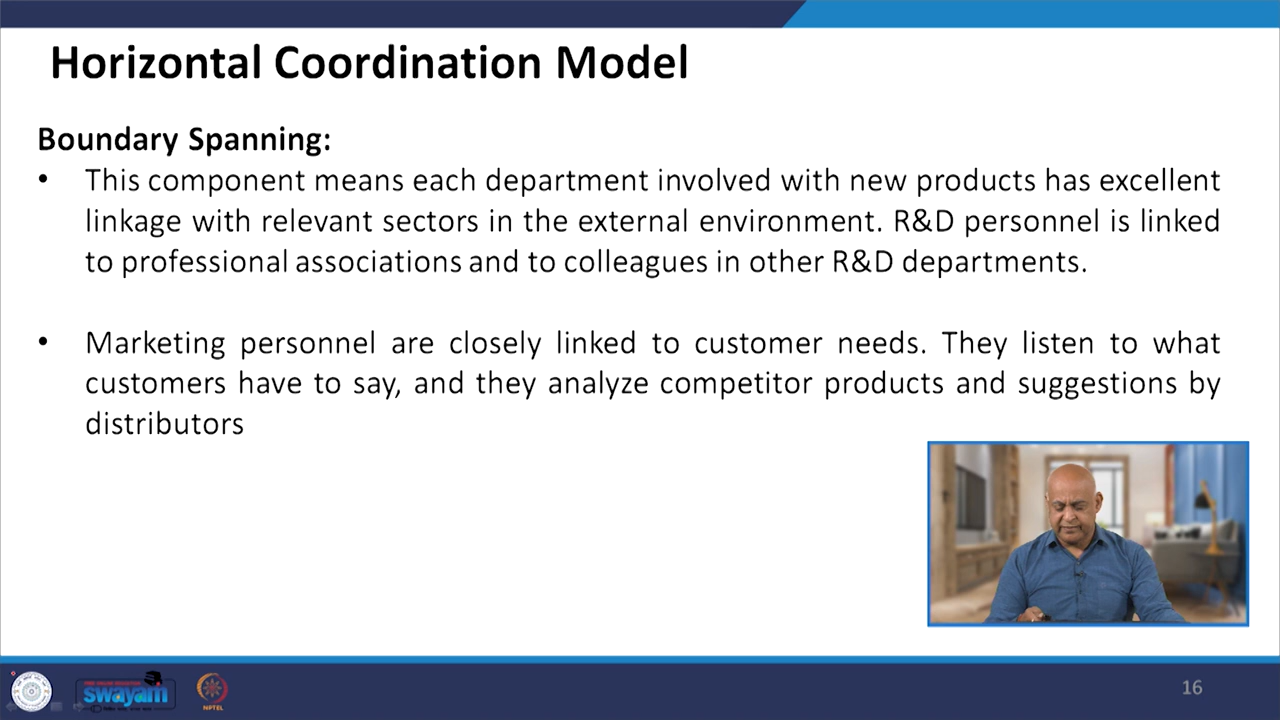 Horizontal Coordination Model
Boundary Spanning:
• This component means each department involved with new products has excellent
linkage with relevant sectors in the external environment. R&D personnel is linked
to professional associations and to colleagues in other R&D departments.
• Marketing personnel are closely linked to customer needs. They listen to what
customers have to say, and they analyze competitor products and suggestions by
distributors
swayam
NPTEL
16